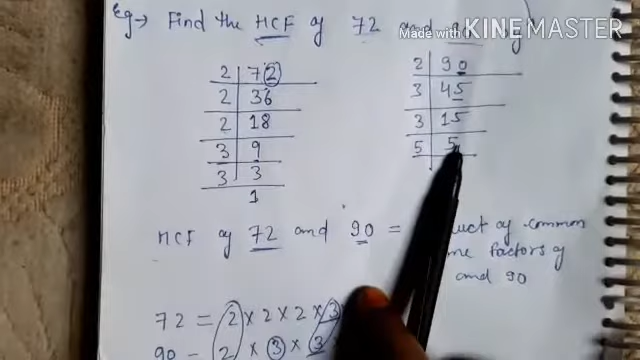 Eg → Find the HCF of 72 and 90
Made with KINEMASTER
2 | 72
2 | 36
2 | 18
3 | 9
3 | 3
1
2 | 90
3 | 45
3 | 15
5 | 5
HCF of 72 and 90 = of common
factors of
and 90
72 = 2 × 2 × 2 × 3
90 = 2 × 3 × 3